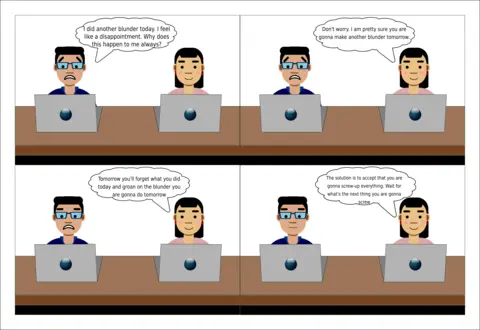 I did another blunder today. I feel
like a disappointment. Why does
this happen to me always?
Don't worry. I am pretty sure you are
gonna make another blunder tomorrow.
Tomorrow you'll forget what you did
today and groan on the blunder you
are gonna do tomorrow
The solution is to accept that you are
gonna screw-up everything. Wait for
what's the next thing you are gonna
screw